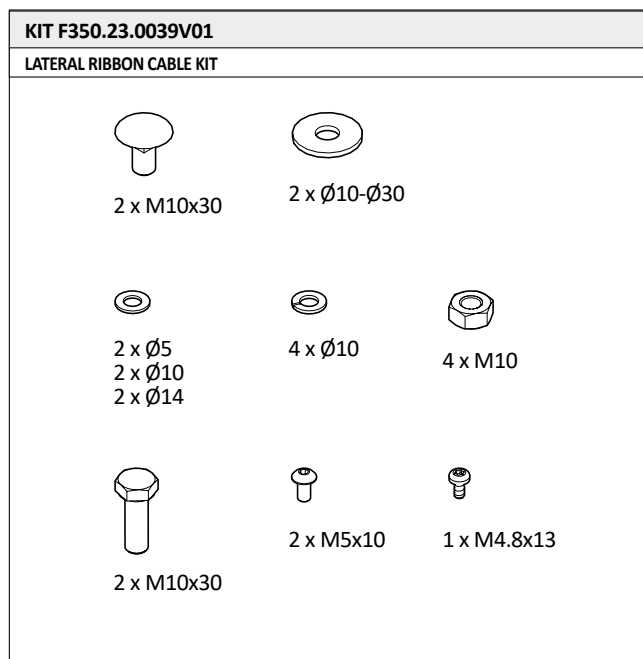 KIT F350.23.0039V01
LATERAL RIBBON CABLE KIT
2 x M10x30
2 x Ø10-Ø30
2 x Ø5
2 x Ø10
2 x Ø14
4 x Ø10
4 x M10
2 x M10x30
2 x M5x10
1 x M4.8x13